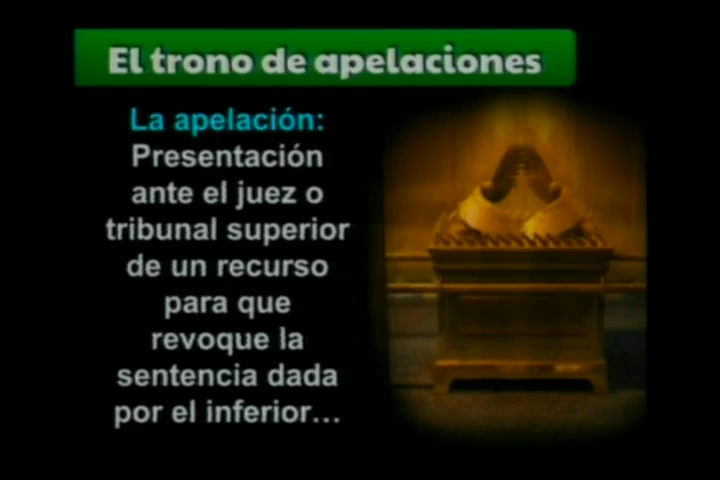 El trono de apelaciones
La apelación:
Presentación
ante el juez o
tribunal superior
de un recurso
para que
revoque la
sentencia dada
por el inferior...